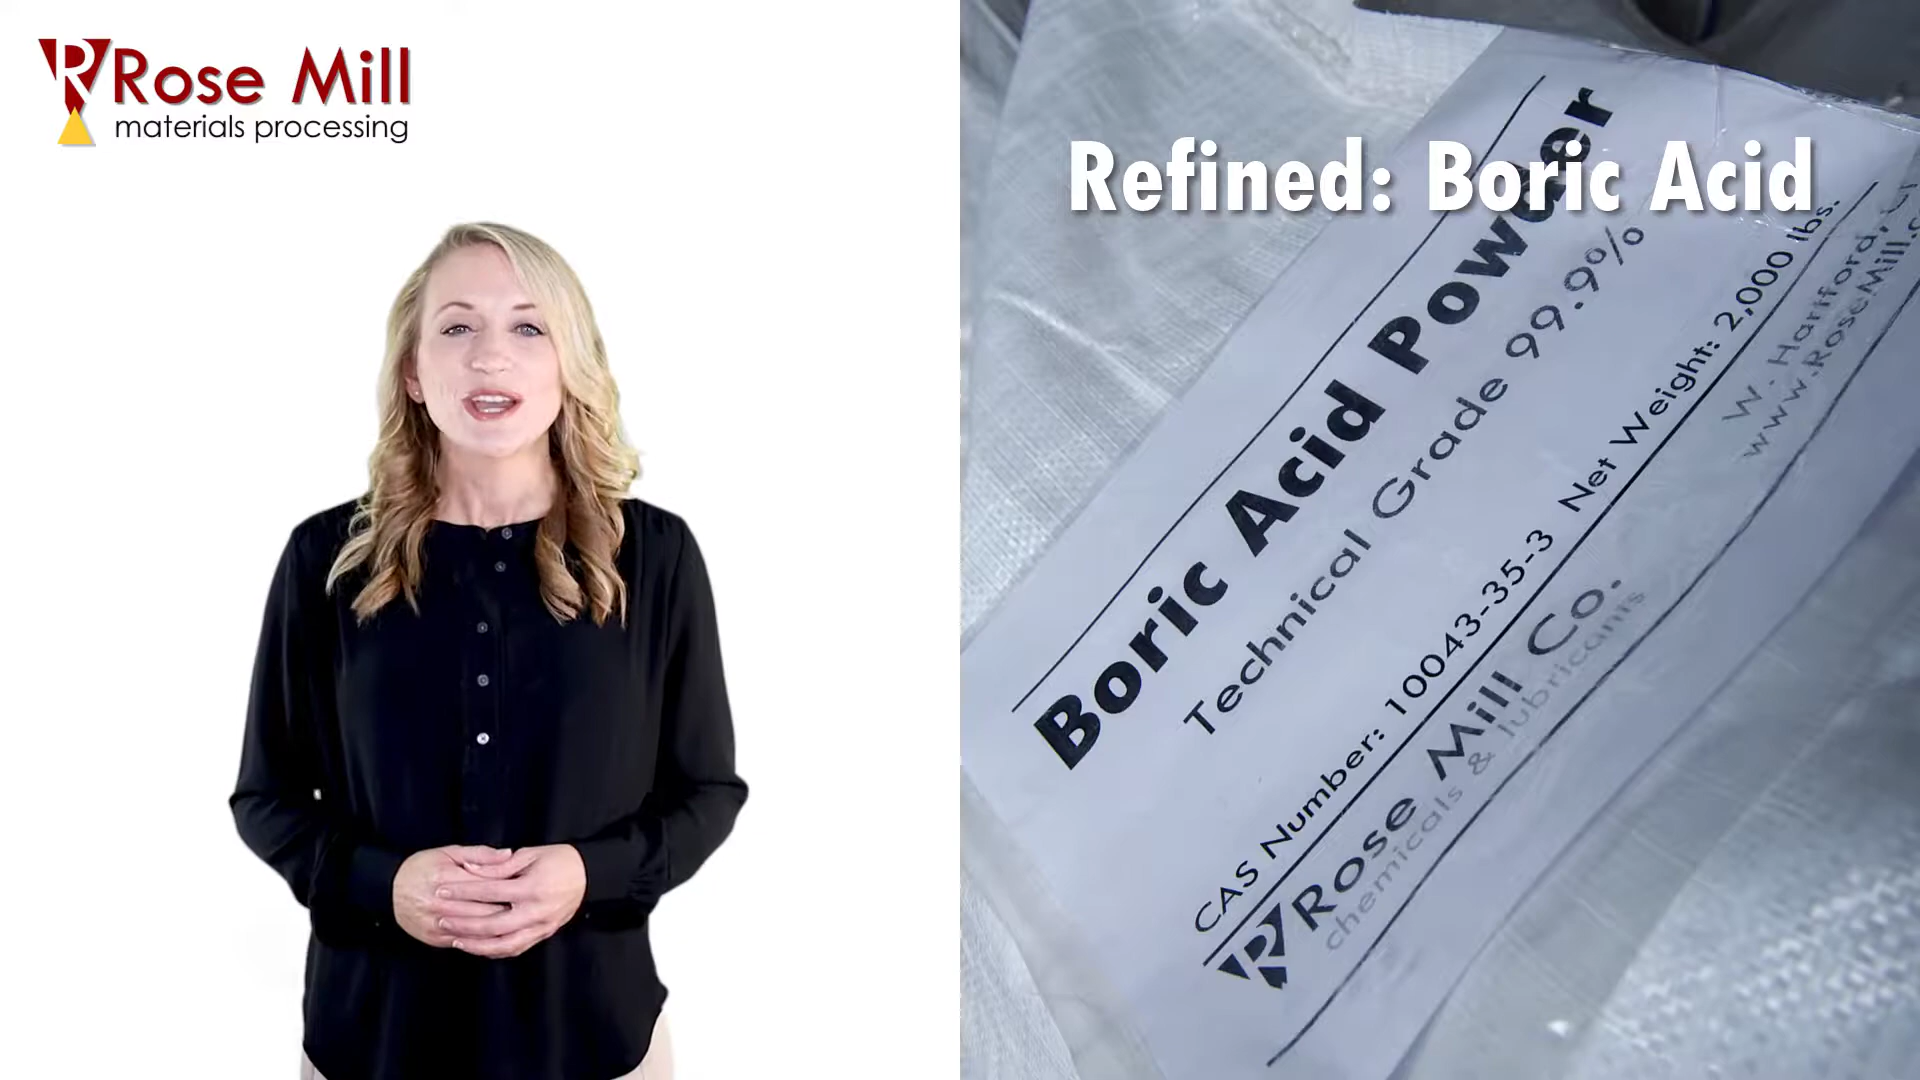 Rose Mill
materials processing
Refined: Boric Acid
Boric Acid Powder
Technical Grade 99.9%
CAS Number: 10043-35-3 Net Weight: 2,000 lbs.
Rose Mill Co.
chemicals & lubricants
W. Hartford,
www.RoseMill.c